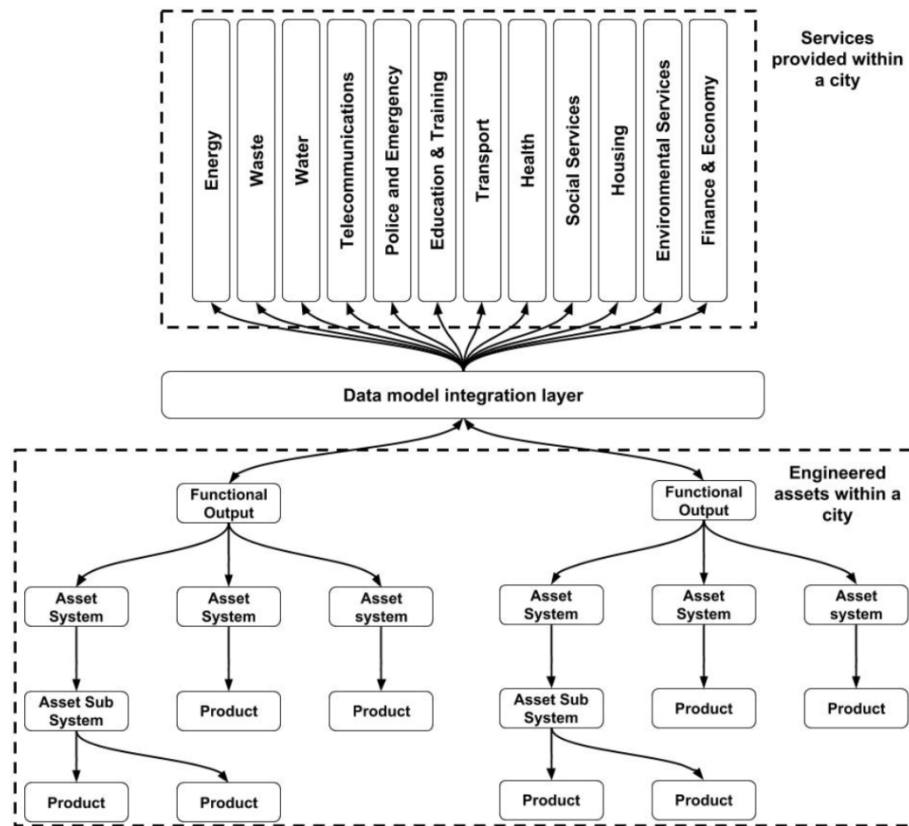 Services
provided within
a city
Energy
Waste
Water
Telecommunications
Police and Emergency
Education & Training
Transport
Health
Social Services
Housing
Environmental Services
Finance & Economy
Data model integration layer
Engineered
assets within a
city
Functional
Output
Functional
Output
Asset
System
Asset
System
Asset
system
Asset
System
Asset
System
Asset
system
Asset Sub
System
Product
Product
Asset Sub
System
Product
Product
Product
Product
Product
Product